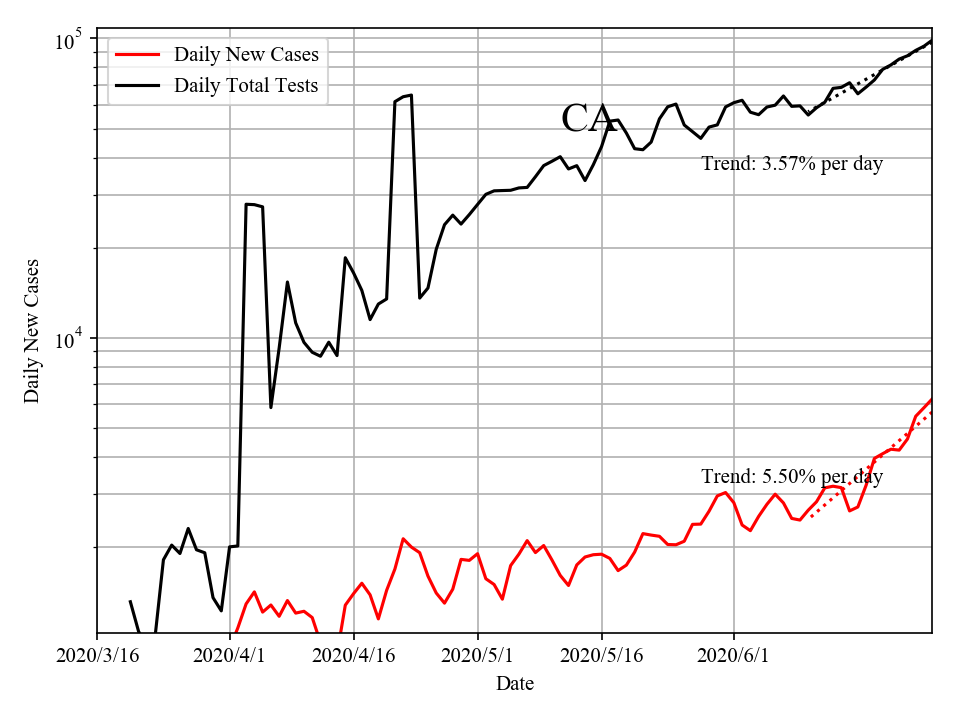 Daily New Cases
Daily Total Tests
CA
Trend: 3.57% per day
Trend: 5.50% per day
10^5
10^4
Daily New Cases
2020/3/16 2020/4/1 2020/4/16 2020/5/1 2020/5/16 2020/6/1
Date